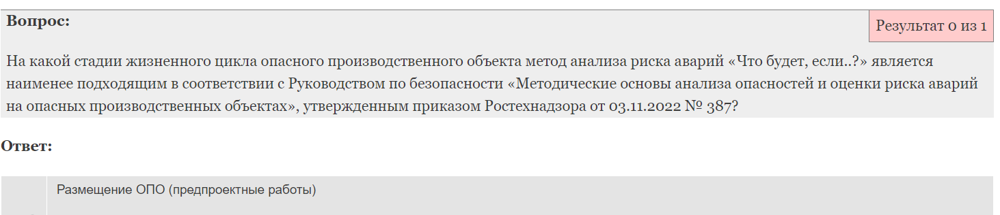 Вопрос:
Результат 0 из 1
На какой стадии жизненного цикла опасного производственного объекта метод анализа риска аварий «Что будет, если..?» является
наименее подходящим в соответствии с Руководством по безопасности «Методические основы анализа опасностей и оценки риска аварий
на опасных производственных объектах», утвержденным приказом Ростехнадзора от 03.11.2022 № 387?
Ответ:
Размещение ОПО (предпроектные работы)